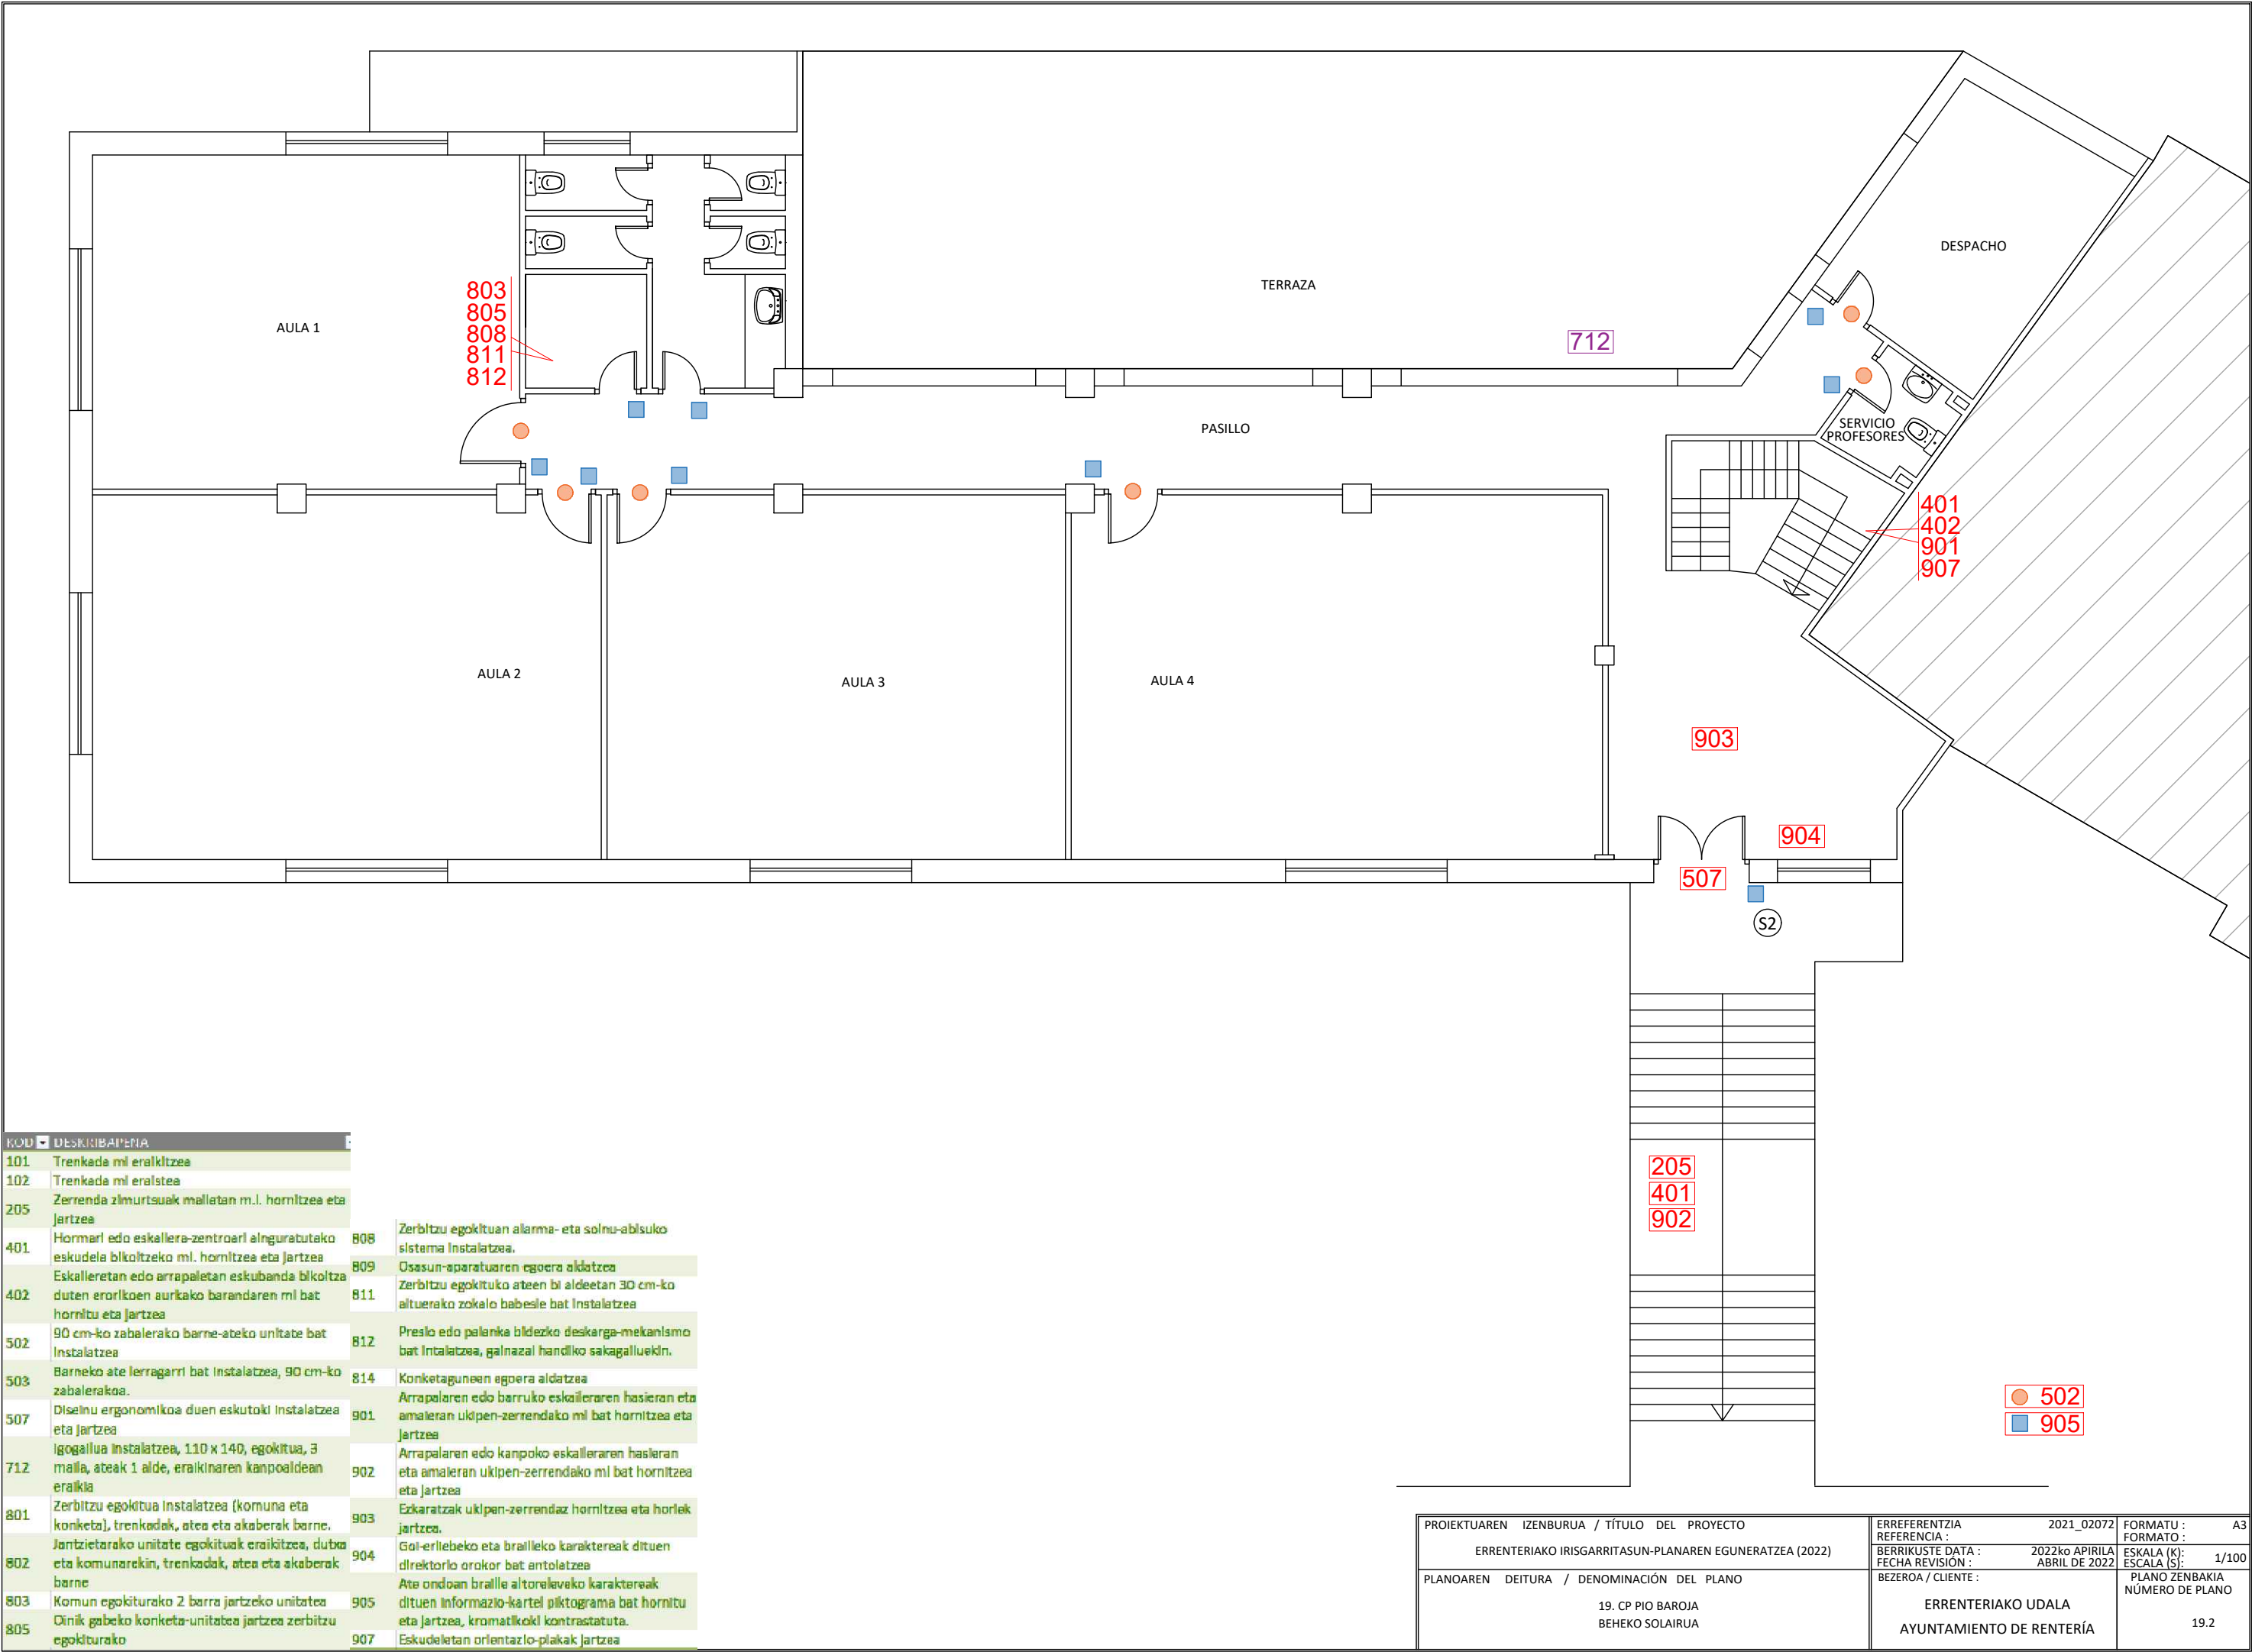 TERRAZA
DESPACHO
AULA 1
803
805
808
811
812
712
PASILLO
SERVICIO
PROFESORES
401
402
901
907
AULA 2
AULA 3
AULA 4
903
904
507
S2
205
401
902
502
905
KOD DESKRIBAPENA
101 Trenkada ml eraikitzea
102 Trenkada ml eraistea
205 Zerrenda zimurtsuak mailatan m.l. hornitzea eta
jartzea
401 Hormari edo eskailera-zentroari ainguratutako
eskudela bikoitzeko ml. hornitzea eta jartzea
402 Eskaileretan edo arrapaletan eskubanda bikoitza
duten erorikoen aurkako barandaren ml bat
hornitu eta jartzea
502 90 cm-ko zabalerako barne-ateko unitate bat
Instalatzea
503 Barneko ate lerragarri bat instalatzea, 90 cm-ko
zabalerakoa.
507 Diseinu ergonomikoa duen eskutoki instalatzea
eta jartzea
712 Igogailua instalatzea, 110 x 140, egokitua, 3
maila, ateak 1 alde, eraikinaren kanpoaldean
eraikia
801 Zerbitzu egokitua instalatzea (komuna eta
konketa), trenkadak, atea eta akaberak barne.
802 Jantzietarako unitate egokituak eraikitzea, dutxa
eta komunarekin, trenkadak, atea eta akaberak
barne
803 Komun egokiturako 2 barra jartzeko unitatea
805 Oinik gabeko konketa-unitatea jartzea zerbitzu
egokiturako
808 Zerbitzu egokituan alarma- eta soinu-abisuko
sistema instalatzea.
809 Osasun-aparatuaren egoera aldatzea
811 Zerbitzu egokituko ateen bi aldeetan 30 cm-ko
altuerako zokalo babesle bat instalatzea
812 Presio edo palanka bidezko deskarga-mekanismo
bat intalatzea, gainazal handiko sakagailuekin.
814 Konketaguneen egoera aldatzea
901 Arrapalaren edo barruko eskaileraren hasieran eta
amaieran ukipen-zerrendako ml bat hornitzea eta
jartzea
902 Arrapalaren edo kanpoko eskaileraren hasieran
eta amaieran ukipen-zerrendako ml bat hornitzea
eta jartzea
903 Ezkaratzak ukipen-zerrendaz hornitzea eta horiek
jartzea.
904 Goi-erliebeko eta brailleko karaktereak dituen
direktorio orokor bat antolatzea
905 Ate ondoan braille altorelieveko karaktereak
dituen informazio-kartel piktograma bat hornitu
eta jartzea, kromatikoki kontrastatuta.
907 Eskudeletan orientazio-plakak jartzea
PROIEKTUAREN IZENBURUA / TÍTULO DEL PROYECTO
ERRENTERIAKO IRISGARRITASUN-PLANAREN EGUNERATZEA (2022)
PLANOAREN DEITURA / DENOMINACIÓN DEL PLANO
19. CP PIO BAROJA
BEHEKO SOLAIRUA
ERREFERENTZIA 2021_02072
REFERENCIA :
BERRIKUSTE DATA : 2022ko APIRILA
FECHA REVISIÓN : ABRIL DE 2022
BEZEROA / CLIENTE :
ERRENTERIAKO UDALA
AYUNTAMIENTO DE RENTERÍA
FORMATU : A3
FORMATO :
ESKALA (K): 1/100
ESCALA (S):
PLANO ZENBAKIA
NÚMERO DE PLANO
19.2